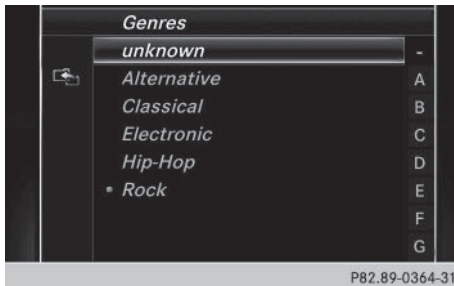 Genres
unknown -
Alternative A
Classical B
Electronic C
Hip-Hop D
• Rock E
F
G
P82.89-0364-31